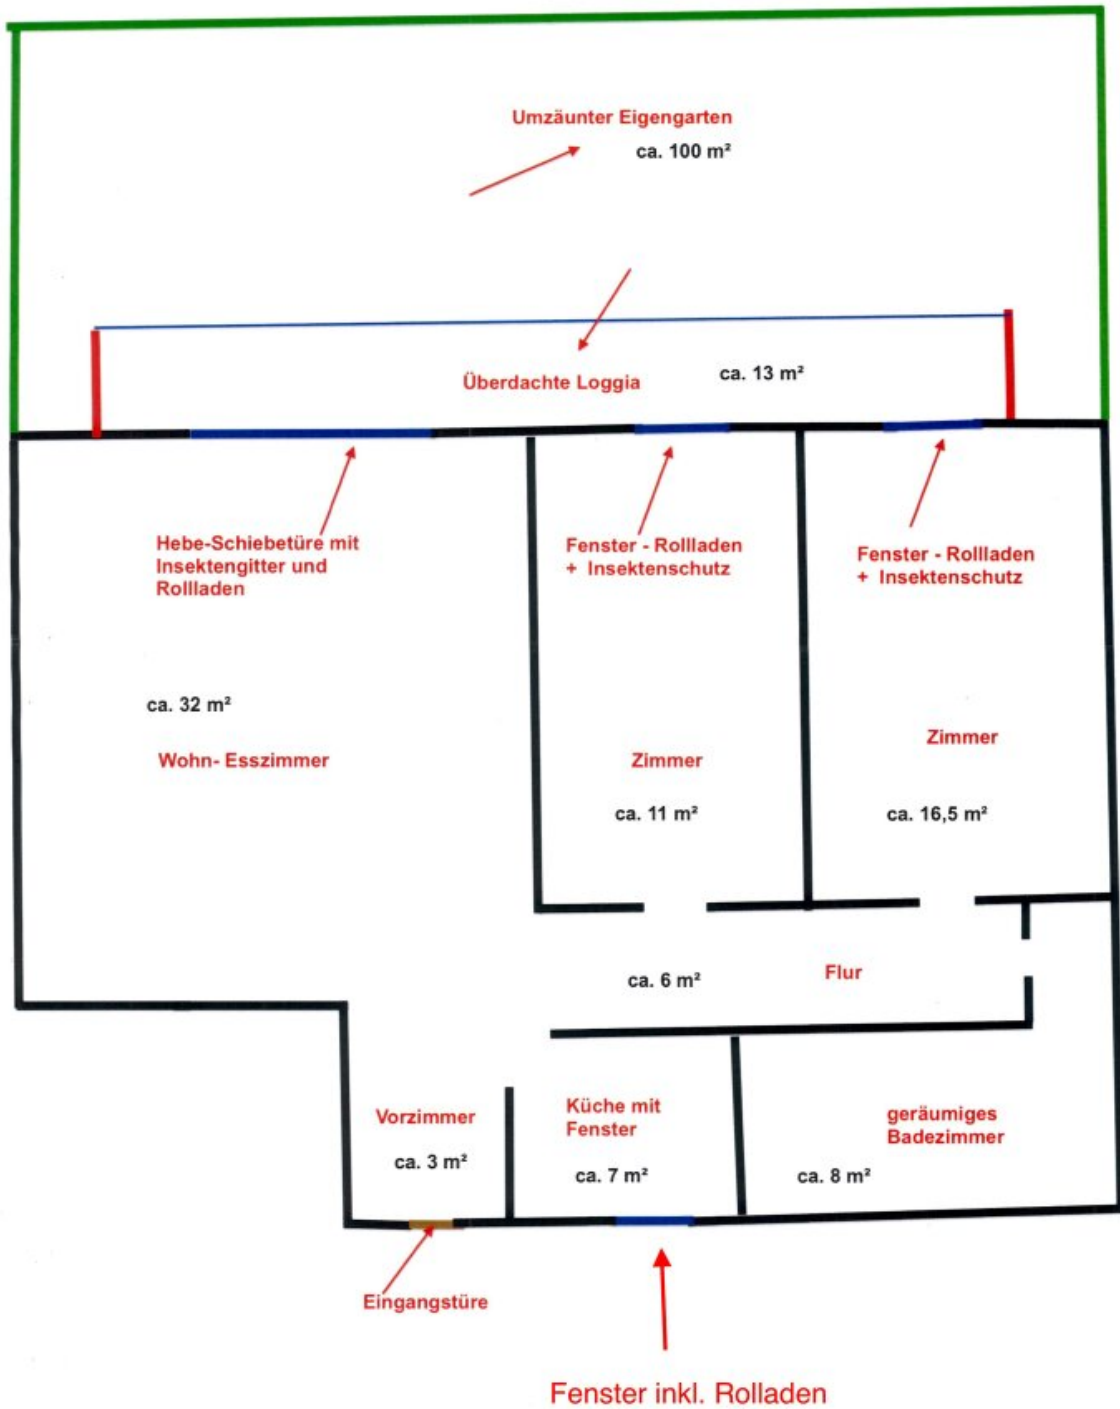 Umzäunter Eigengarten
ca. 100 m²
Überdachte Loggia
ca. 13 m²
Hebe-Schiebetüre mit
Insektengitter und
Rollladen
Fenster - Rollladen
+ Insektenschutz
Fenster - Rollladen
+ Insektenschutz
ca. 32 m²
Wohn- Esszimmer
Zimmer
ca. 11 m²
Zimmer
ca. 16,5 m²
ca. 6 m²
Flur
Vorzimmer
ca. 3 m²
Küche mit
Fenster
ca. 7 m²
geräumiges
Badezimmer
ca. 8 m²
Eingangstüre
Fenster inkl. Rolladen